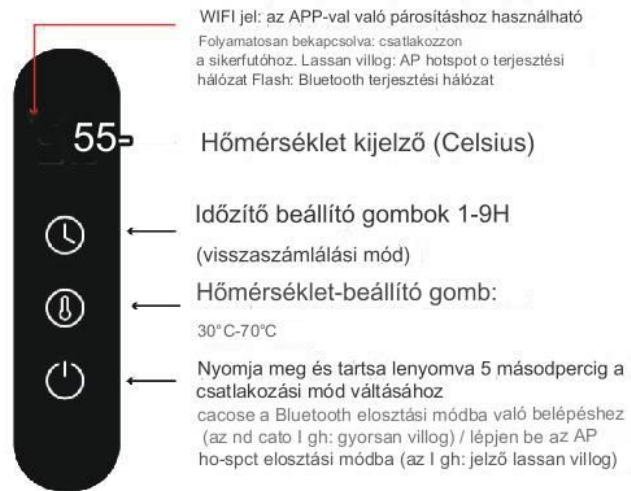 WIFI jel: az APP-val való párosításhoz használható
Folyamatosan bekapcsolva: csatlakozzon
a sikerfutóhoz. Lassan villog: AP hotspot o terjesztési
hálózat Flash: Bluetooth terjesztési hálózat
55
Hőmérséklet kijelző (Celsius)
Időzítő beállító gombok 1-9H
(visszaszámlálási mód)
Hőmérséklet-beállító gomb:
30°C-70°C
Nyomja meg és tartsa lenyomva 5 másodpercig a
csatlakozási mód váltásához
cacose a Bluetooth elosztási módba való belépéshez
(az nd cato I gh: gyorsan villog) / lépjen be az AP
ho-spct elosztási módba (az I gh: jelző lassan villog)